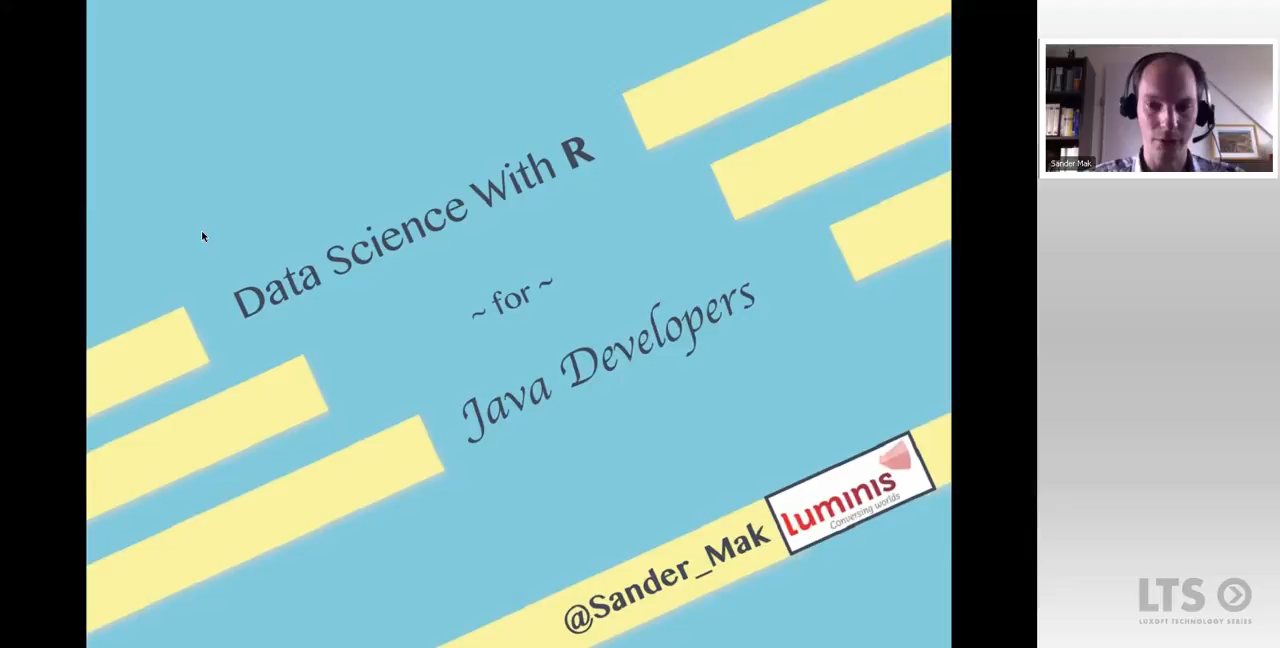 Data Science With R
~ for ~
Java Developers
@Sander_Mak
luminis
Conversing worlds
Sander Mak
LTS
LUXOFT TECHNOLOGY SERIES